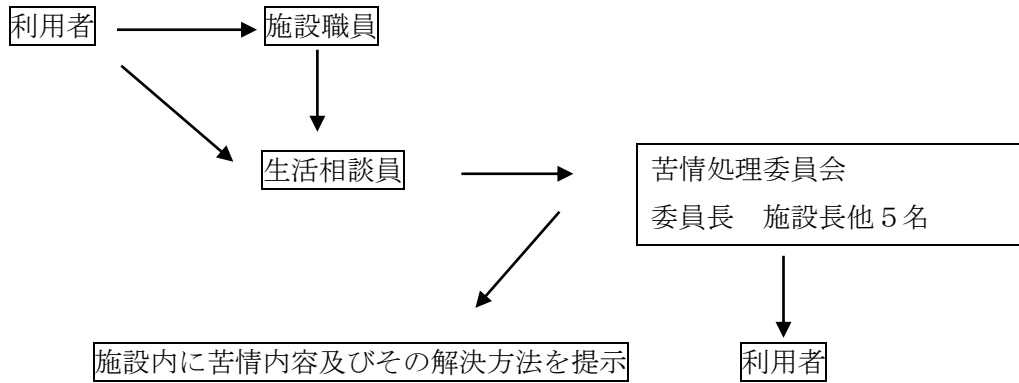 利用者
施設職員
生活相談員
苦情処理委員会
委員長　施設長他５名
施設内に苦情内容及びその解決方法を提示
利用者